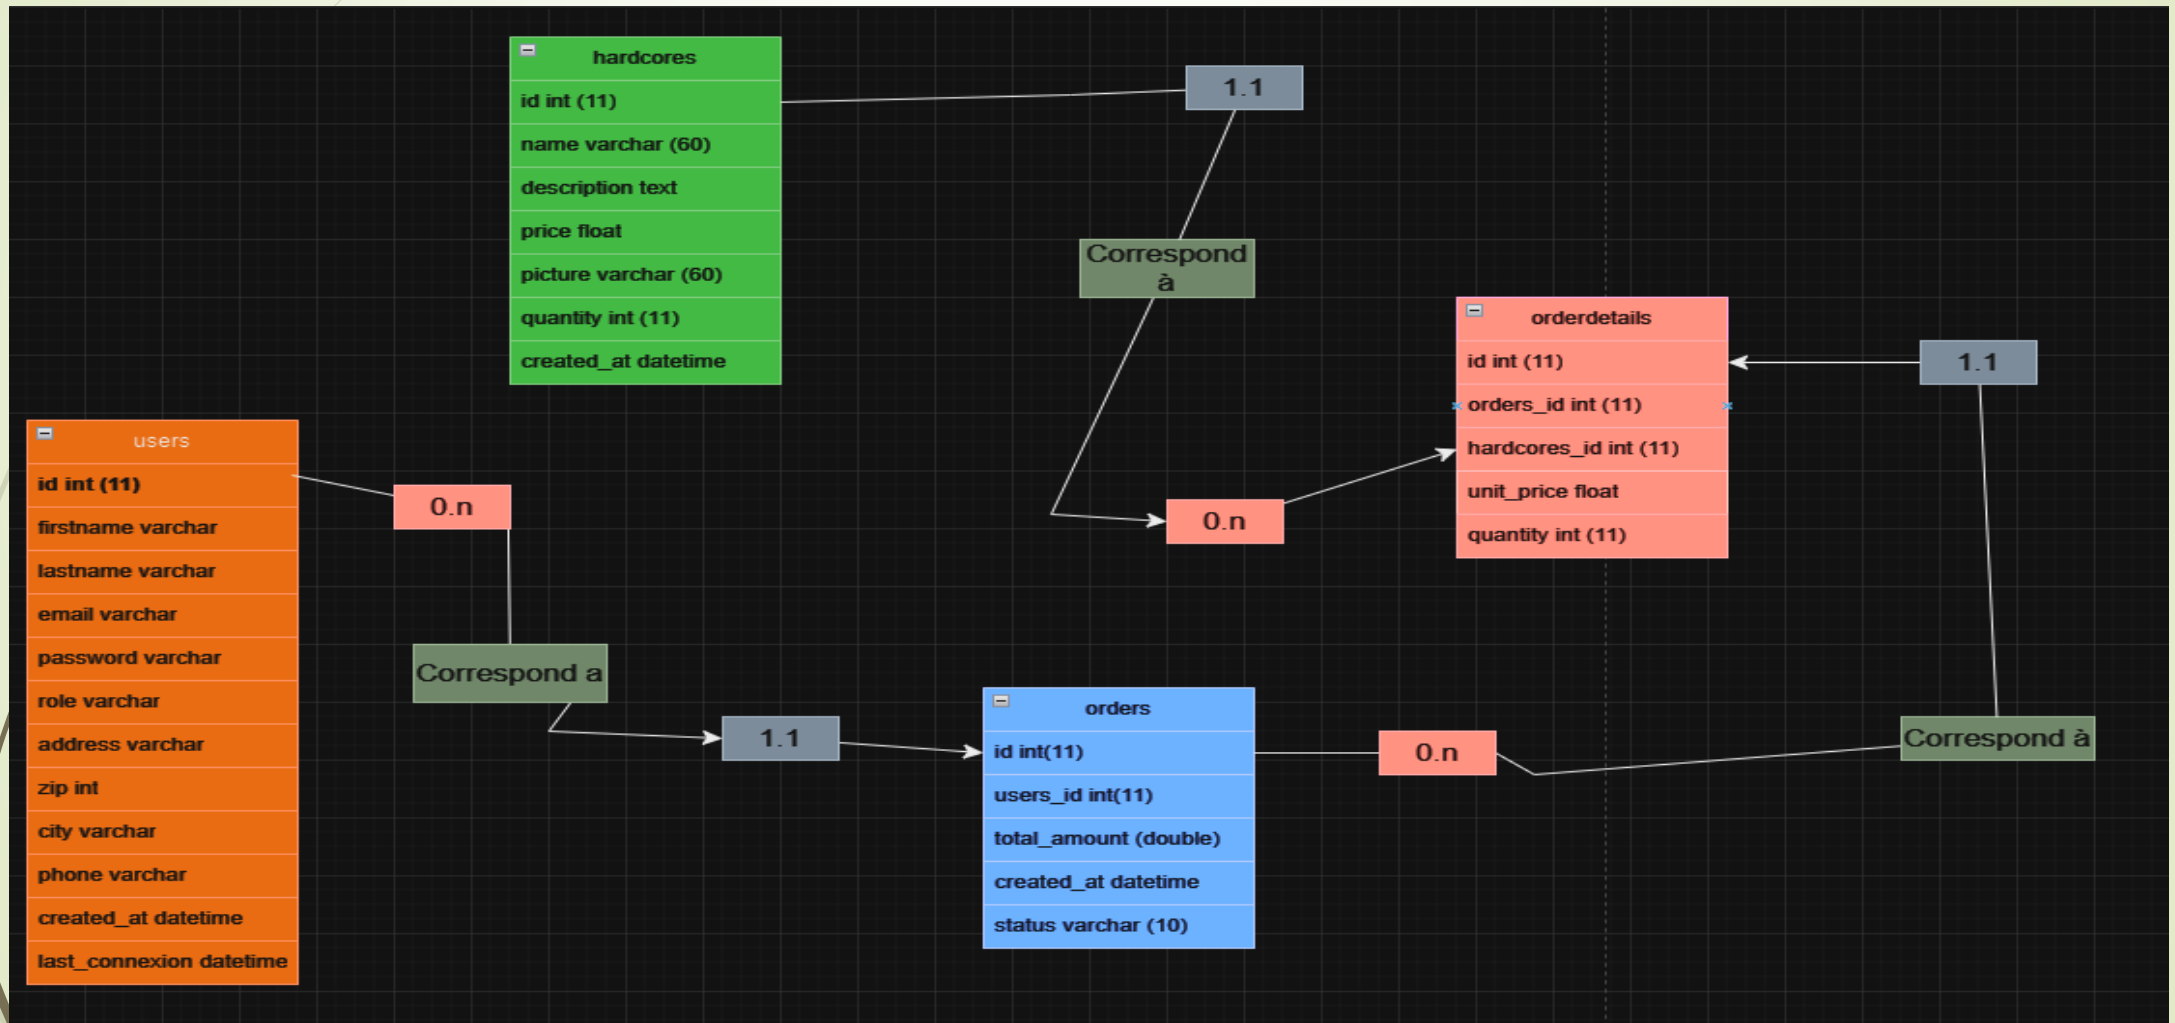 hardcores
id int (11)
name varchar (60)
description text
price float
picture varchar (60)
quantity int (11)
created_at datetime
1.1
Correspond
à
0.n
orderdetails
id int (11)
orders_id int (11)
hardcores_id int (11)
unit_price float
quantity int (11)
1.1
users
id int (11)
firstname varchar
lastname varchar
email varchar
password varchar
role varchar
address varchar
zip int
city varchar
phone varchar
created_at datetime
last_connexion datetime
0.n
Correspond a
1.1
orders
id int(11)
users_id int(11)
total_amount (double)
created_at datetime
status varchar (10)
0.n
Correspond à